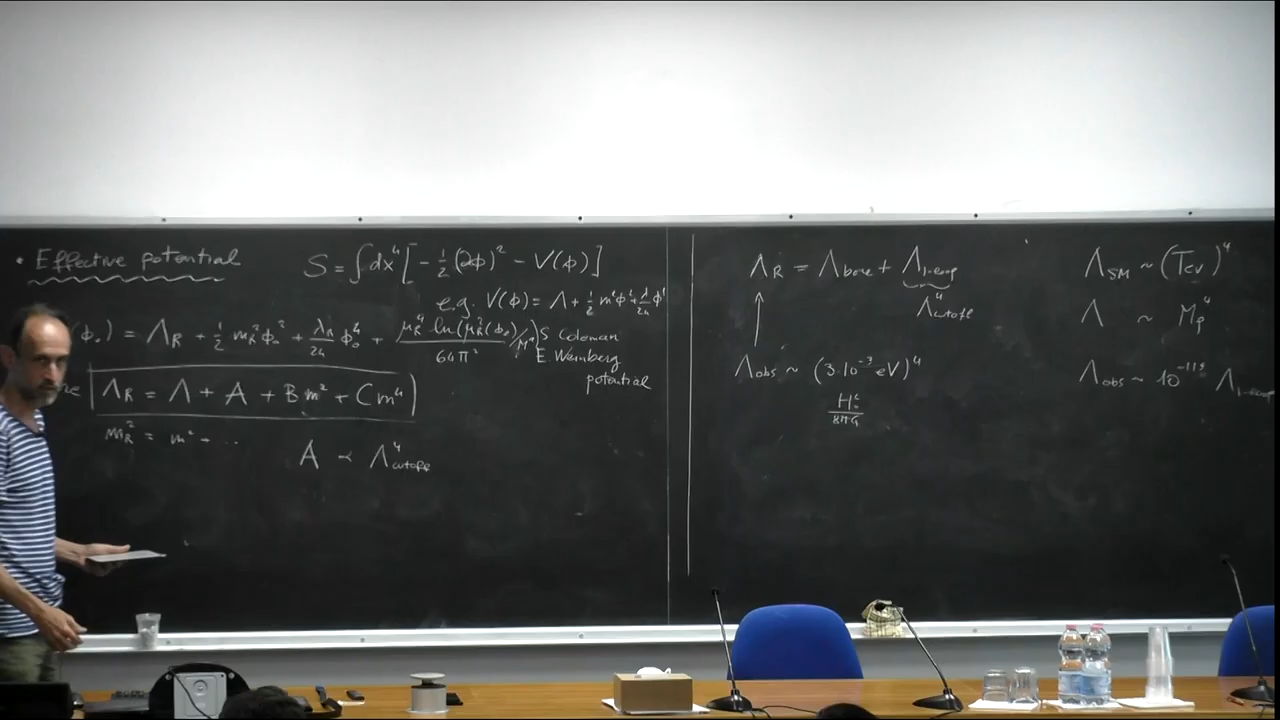 • Effective potential
S = ∫dx⁴ [ - 1/2 (∂ϕ)² - V(ϕ) ]
e.g. V(ϕ) = Λ + 1/2 m²ϕ² + λ/24 ϕ⁴
(ϕ₀) = Λ_R + 1/2 m_R² ϕ₀² + λ_R/24 ϕ₀⁴ + μ_R⁴ ln(μ_R²(ϕ₀)/M²)/64π²
S Coleman
E. Weinberg
potential
Λ_R = Λ + A + Bm² + Cm⁴
m_R² = m² + ...
A ∝ Λ⁴_cutoff
Λ_R = Λ_bare + Λ_1-loop
Λ⁴_cutoff
Λ_obs ~ (3·10⁻³ eV)⁴
H₀²/8πG
Λ_SM ~ (TeV)⁴
Λ ~ M_P⁴
Λ_obs ~ 10⁻¹¹⁵ Λ_1-loop